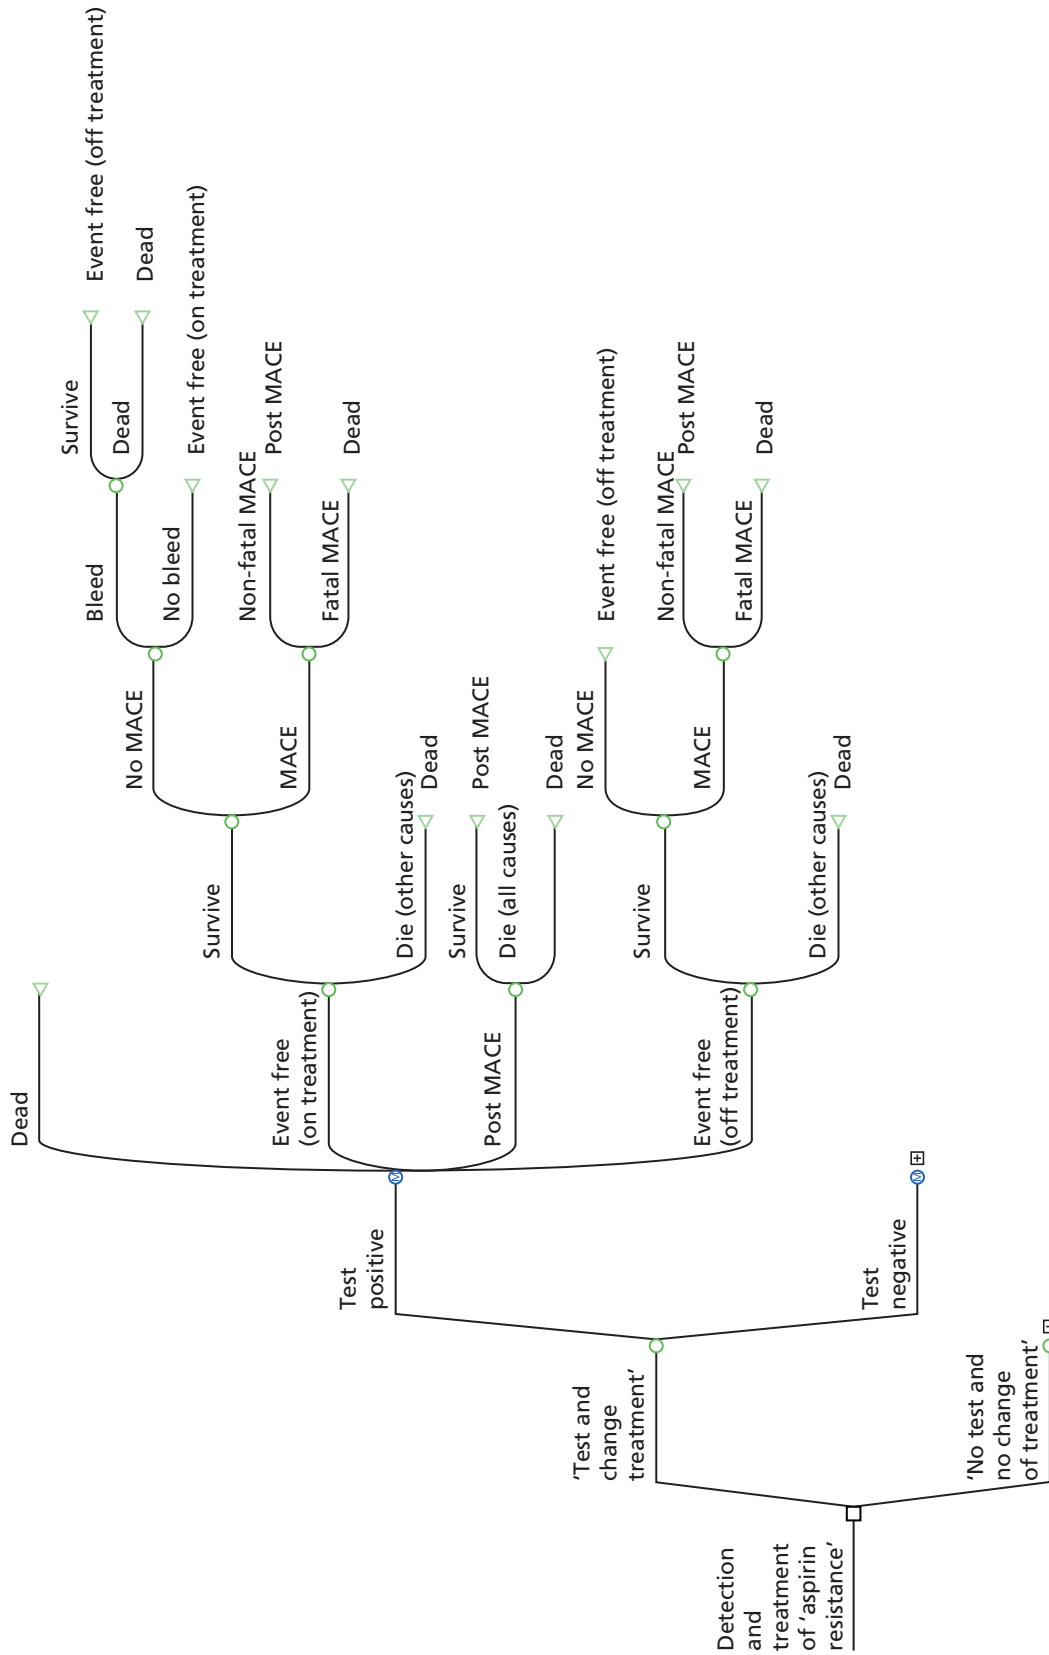 Detection
and
treatment
of ‘aspirin
resistance’
‘Test and
change
treatment’
Test
positive
M
Dead
Event free
(on treatment)
Survive
No MACE
Bleed
Survive
Event free (off treatment)
Dead
Dead
No bleed
Event free (on treatment)
MACE
Non-fatal MACE
Post MACE
Fatal MACE
Dead
Die (other causes)
Dead
Post MACE
Survive
Post MACE
Die (all causes)
Dead
Event free
(off treatment)
Survive
No MACE
Event free (off treatment)
MACE
Non-fatal MACE
Post MACE
Fatal MACE
Dead
Die (other causes)
Dead
Test
negative
M
+
‘No test and
no change
of treatment’